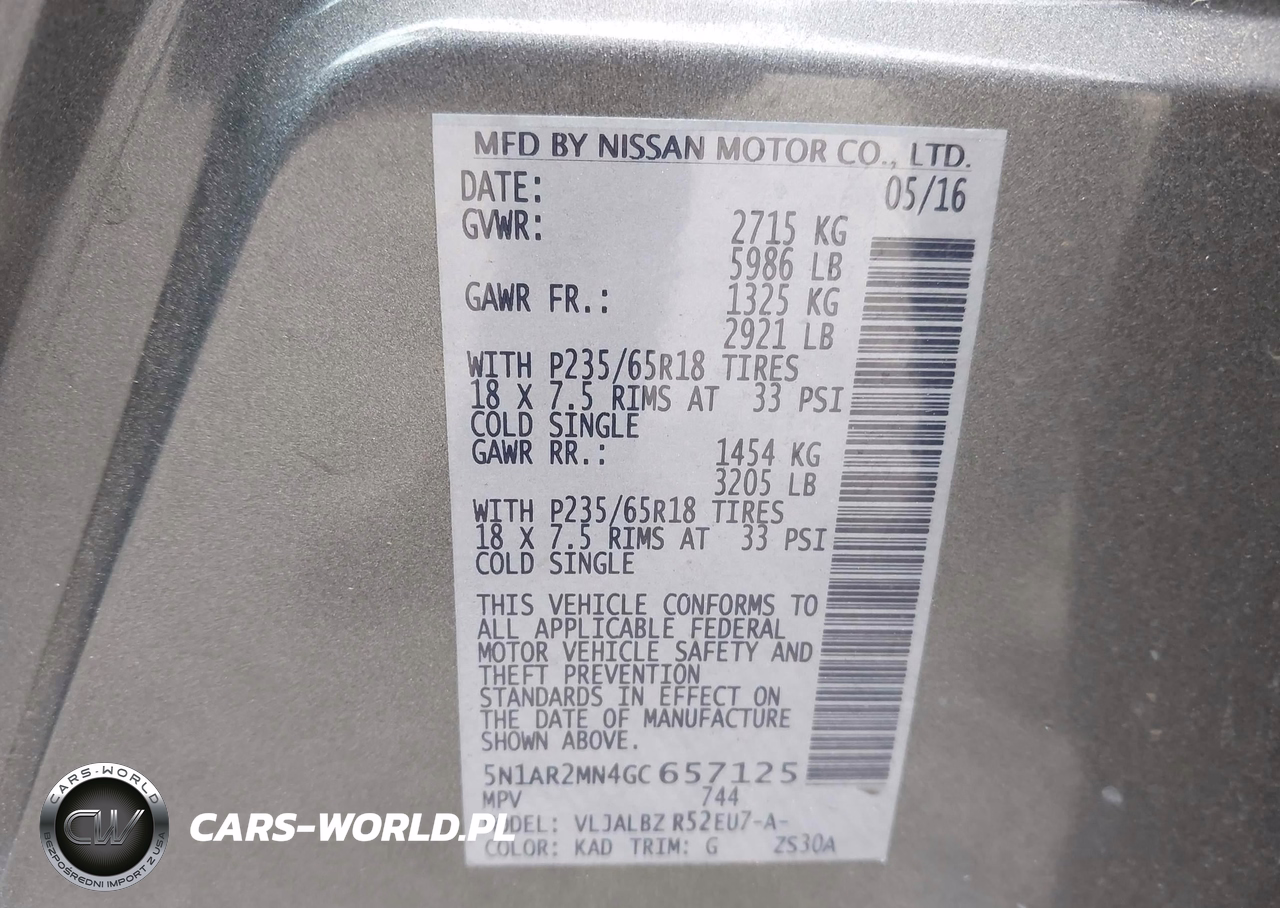 MFD BY NISSAN MOTOR CO., LTD.
DATE: 05/16
GVWR: 2715 KG
5986 LB
GAWR FR.: 1325 KG
2921 LB
WITH P235/65R18 TIRES
18 X 7.5 RIMS AT 33 PSI
COLD SINGLE
GAWR RR.: 1454 KG
3205 LB
WITH P235/65R18 TIRES
18 X 7.5 RIMS AT 33 PSI
COLD SINGLE
THIS VEHICLE CONFORMS TO
ALL APPLICABLE FEDERAL
MOTOR VEHICLE SAFETY AND
THEFT PREVENTION
STANDARDS IN EFFECT ON
THE DATE OF MANUFACTURE
SHOWN ABOVE.
5N1AR2MN4GC657125
MPV 744
ODEL: VLJALBZ R52EU7-A-
COLOR: KAD TRIM: G ZS30A
CARS-WORLD
CW
BEZPOŚREDNI IMPORT Z USA
CARS-WORLD.PL